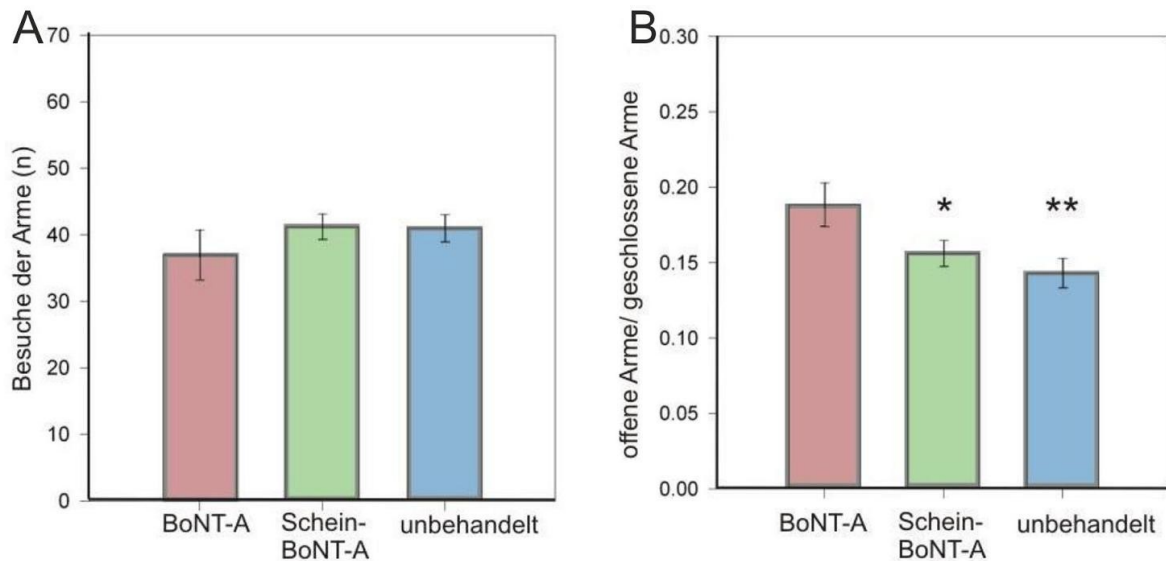 A
Besuche der Arme (n)
70
60
50
40
30
20
10
0
BoNT-A
Schein-
BoNT-A
unbehandelt
B
offene Arme/ geschlossene Arme
0.30
0.25
0.20
0.15
0.10
0.05
0.00
*
**
BoNT-A
Schein-
BoNT-A
unbehandelt